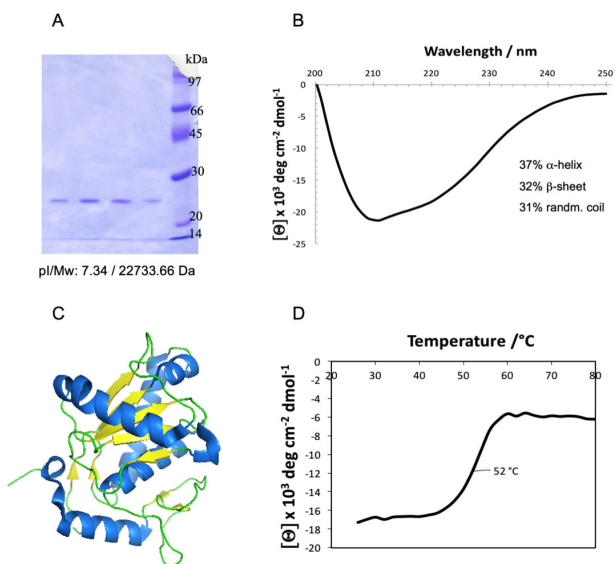 A
kDa
97
66
45
30
20
14
pI/Mw: 7.34 / 22733.66 Da
B
Wavelength / nm
200 210 220 230 240 250
0
-5
-10
-15
-20
-25
[Θ] x 10³ deg cm⁻² dmol⁻¹
37% α-helix
32% β-sheet
31% randm. coil
C
D
Temperature /°C
20 30 40 50 60 70 80
0
-2
-4
-6
-8
-10
-12
-14
-16
-18
-20
[Θ] x 10³ deg cm⁻² dmol⁻¹
52 °C